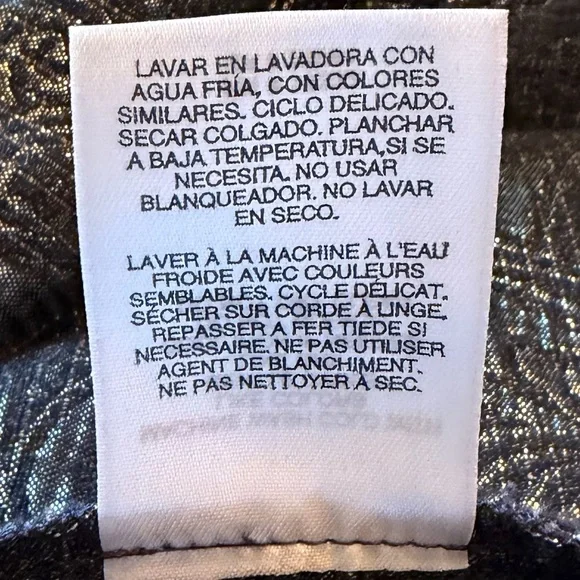 LAVAR EN LAVADORA CON
AGUA FRÍA, CON COLORES
SIMILARES. CICLO DELICADO.
SECAR COLGADO. PLANCHAR
A BAJA TEMPERATURA,SI SE
NECESITA. NO USAR
BLANQUEADOR. NO LAVAR
EN SECO.
LAVER À LA MACHINE À L'EAU
FROIDE AVEC COULEURS
SEMBLABLES. CYCLE DÉLICAT.
SÉCHER SUR CORDE À LINGE.
REPASSER A FER TIEDE SI
NECESSAIRE. NE PAS UTILISER
AGENT DE BLANCHIMENT.
NE PAS NETTOYER À SEC.